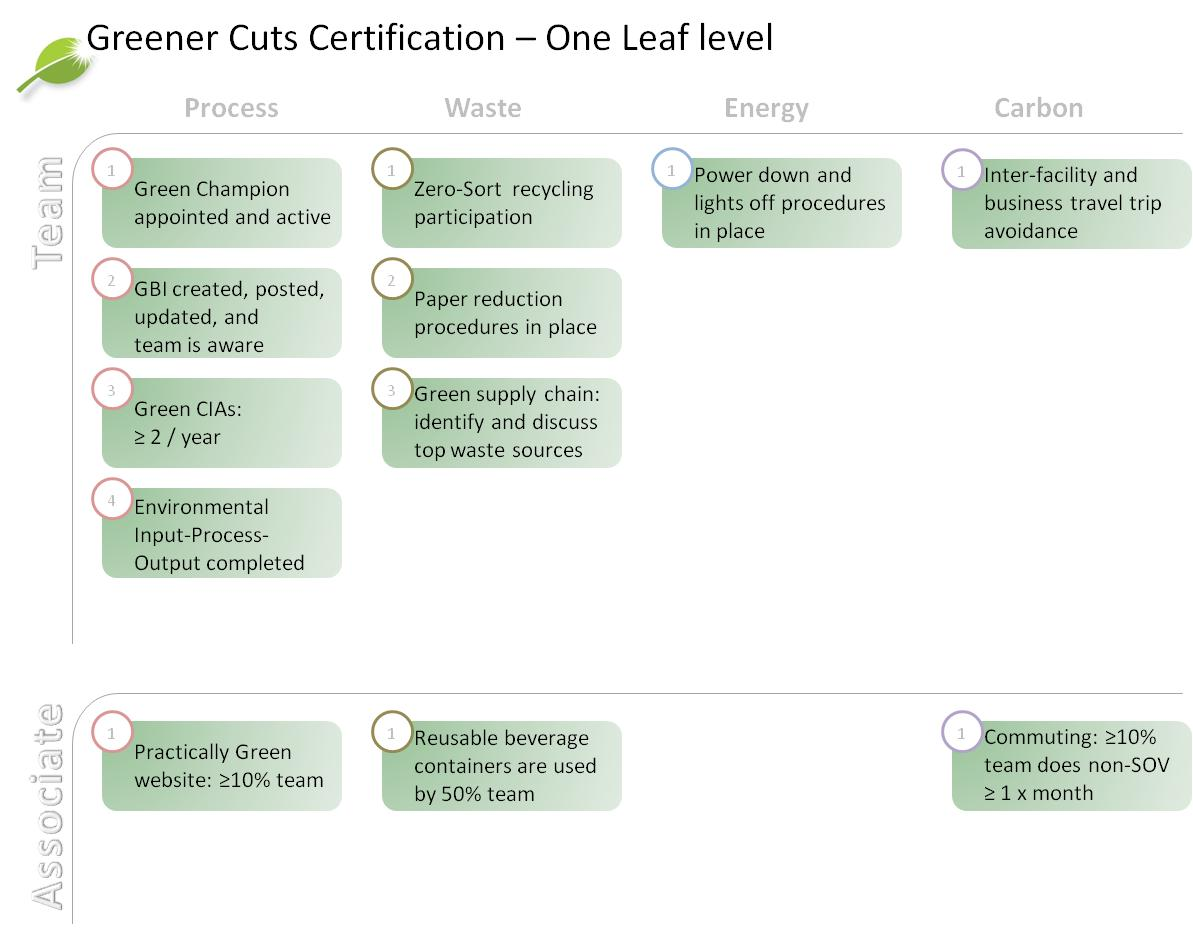 Greener Cuts Certification – One Leaf level
Process
Waste
Energy
Carbon
Team
1
Green Champion
appointed and active
2
GBI created, posted,
updated, and
team is aware
3
Green CIAs:
≥ 2 / year
4
Environmental
Input-Process-
Output completed
1
Zero-Sort recycling
participation
2
Paper reduction
procedures in place
3
Green supply chain:
identify and discuss
top waste sources
1
Power down and
lights off procedures
in place
1
Inter-facility and
business travel trip
avoidance
Associate
1
Practically Green
website: ≥10% team
1
Reusable beverage
containers are used
by 50% team
1
Commuting: ≥10%
team does non-SOV
≥ 1 x month